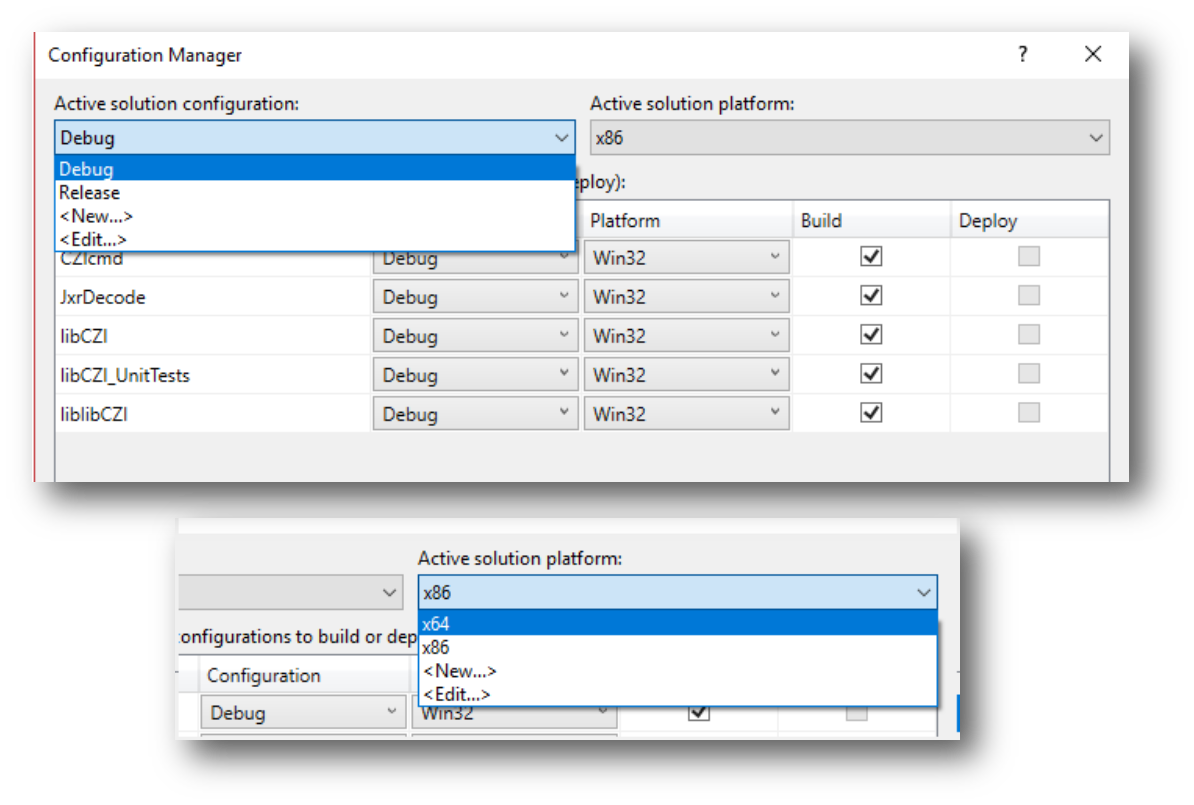 Configuration Manager ?
Active solution configuration: Active solution platform:
Debug x86
Debug
Release ploy):
<New...> Platform Build Deploy
<Edit...>
CZIcmd Debug Win32
JxrDecode Debug Win32
libCZI Debug Win32
libCZI_UnitTests Debug Win32
liblibCZI Debug Win32
Active solution platform:
x86
x64
onfigurations to build or dep
x86
Configuration <New...>
<Edit...>
Debug Win32